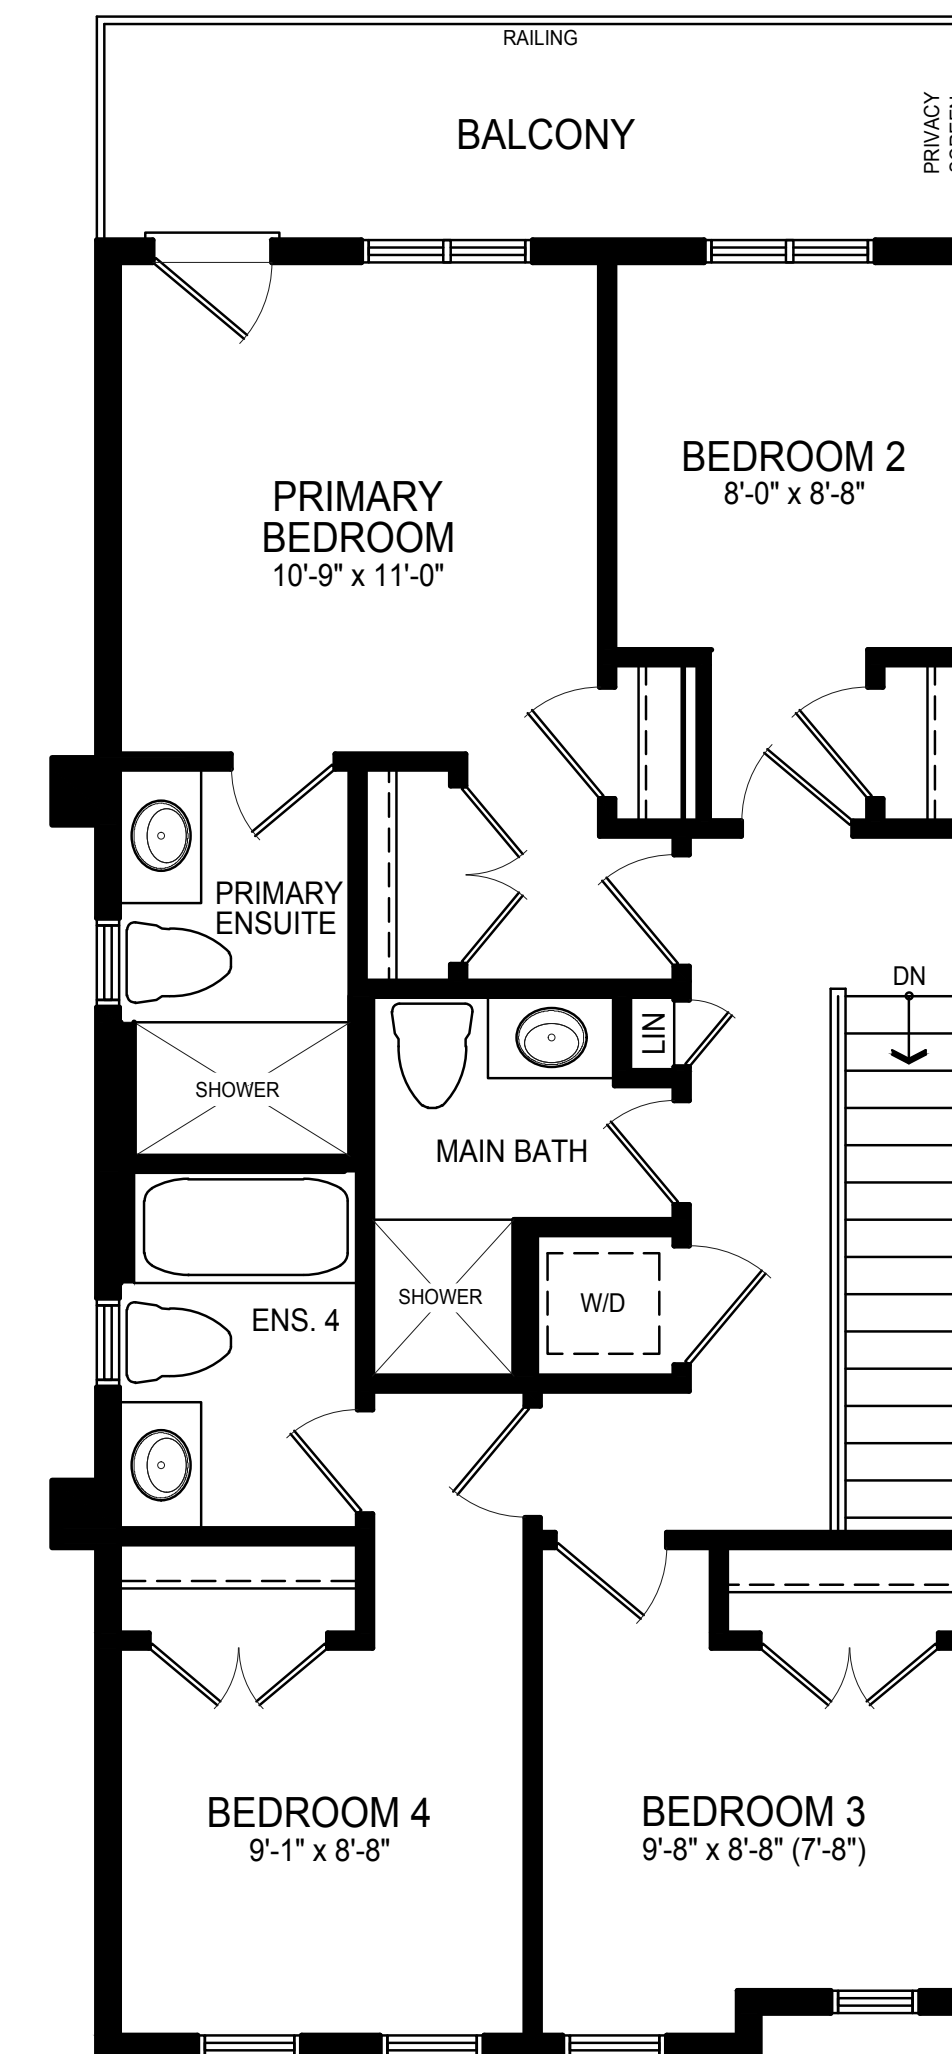 RAILING
BALCONY
PRIVACY
BEDROOM 2
8'-0" x 8'-8"
PRIMARY
BEDROOM
10'-9" x 11'-0"
PRIMARY
ENSUITE
DN
LIN
SHOWER
MAIN BATH
SHOWER
W/D
ENS. 4
BEDROOM 4
9'-1" x 8'-8"
BEDROOM 3
9'-8" x 8'-8" (7'-8")